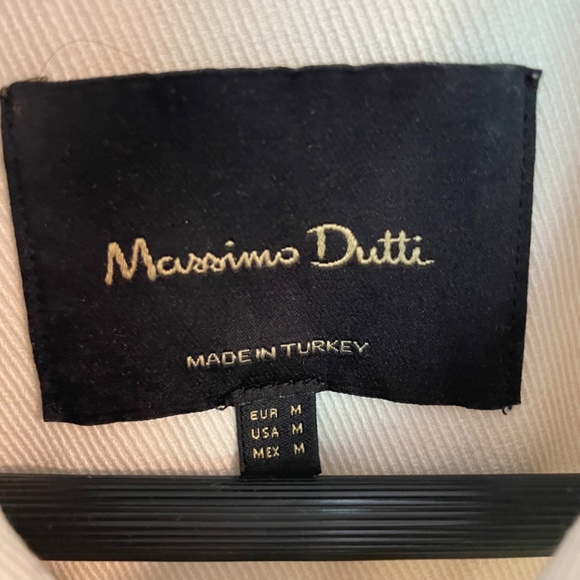 Massimo Dutti
MADE IN TURKEY
EUR M
USA M
MEX M